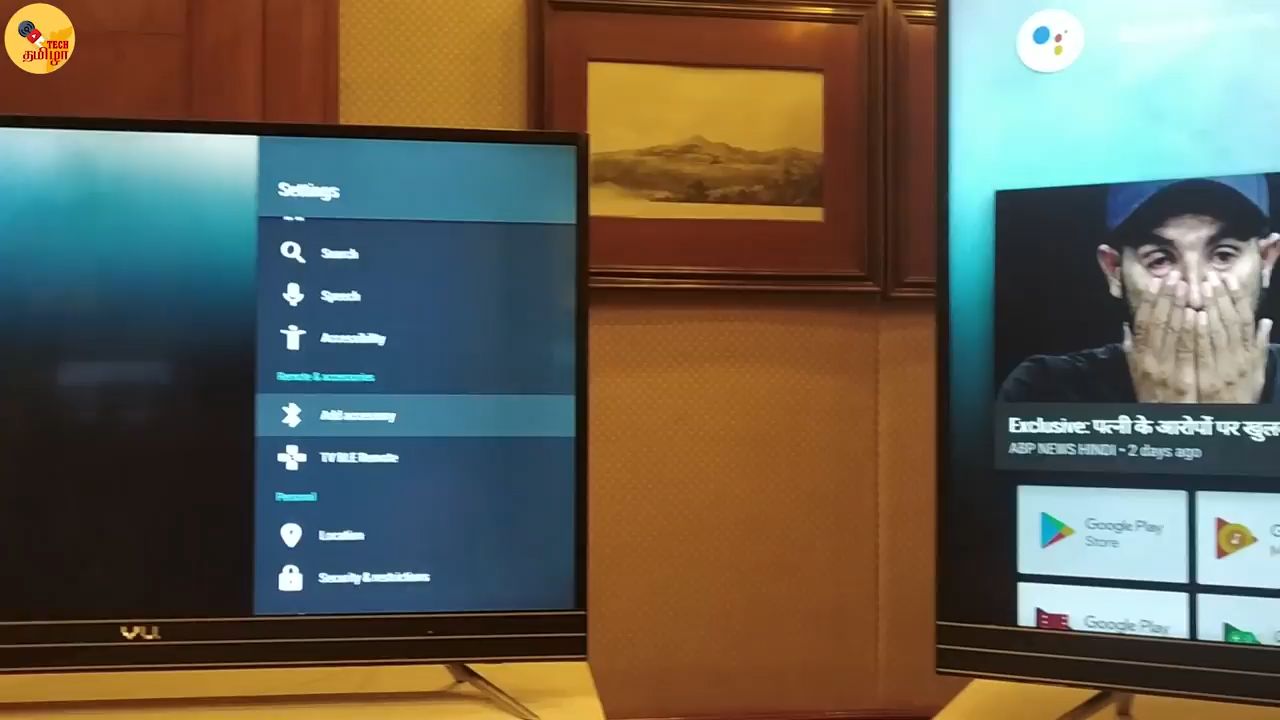 TECH
தமிழா
Settings
Search
Speech
Accessibility
Remote & accessories
Add accessory
TV BLE Remote
Personal
Location
Security & restrictions
VU
Exclusive: पत्नी के आरोपों पर खुल
ABP NEWS HINDI - 2 days ago
Google Play
Store
G
Google Play